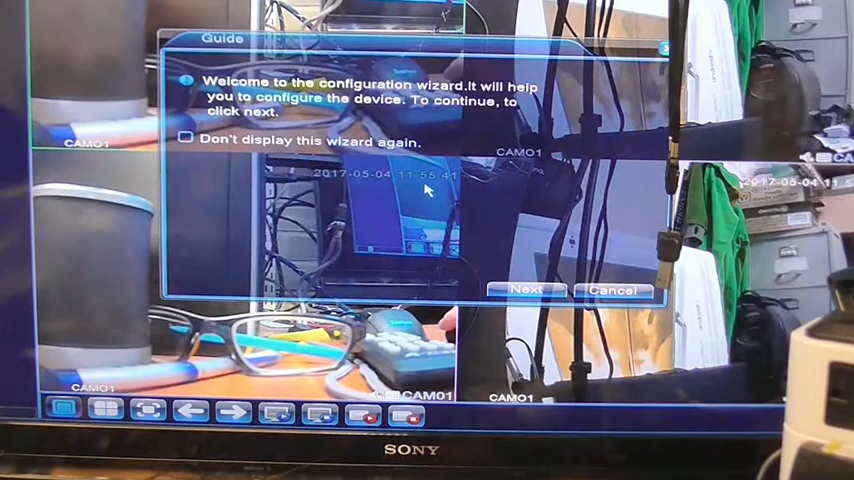 Guide
Welcome to the configuration wizard.It will help
you to configure the device. To continue, to
click next.
Don't display this wizard again.
CAM01
CAM01
2017-05-04 11 55 41
2017-05-04 11 5
Next
Cancel
CAM01
CAM01
CAM01
SONY